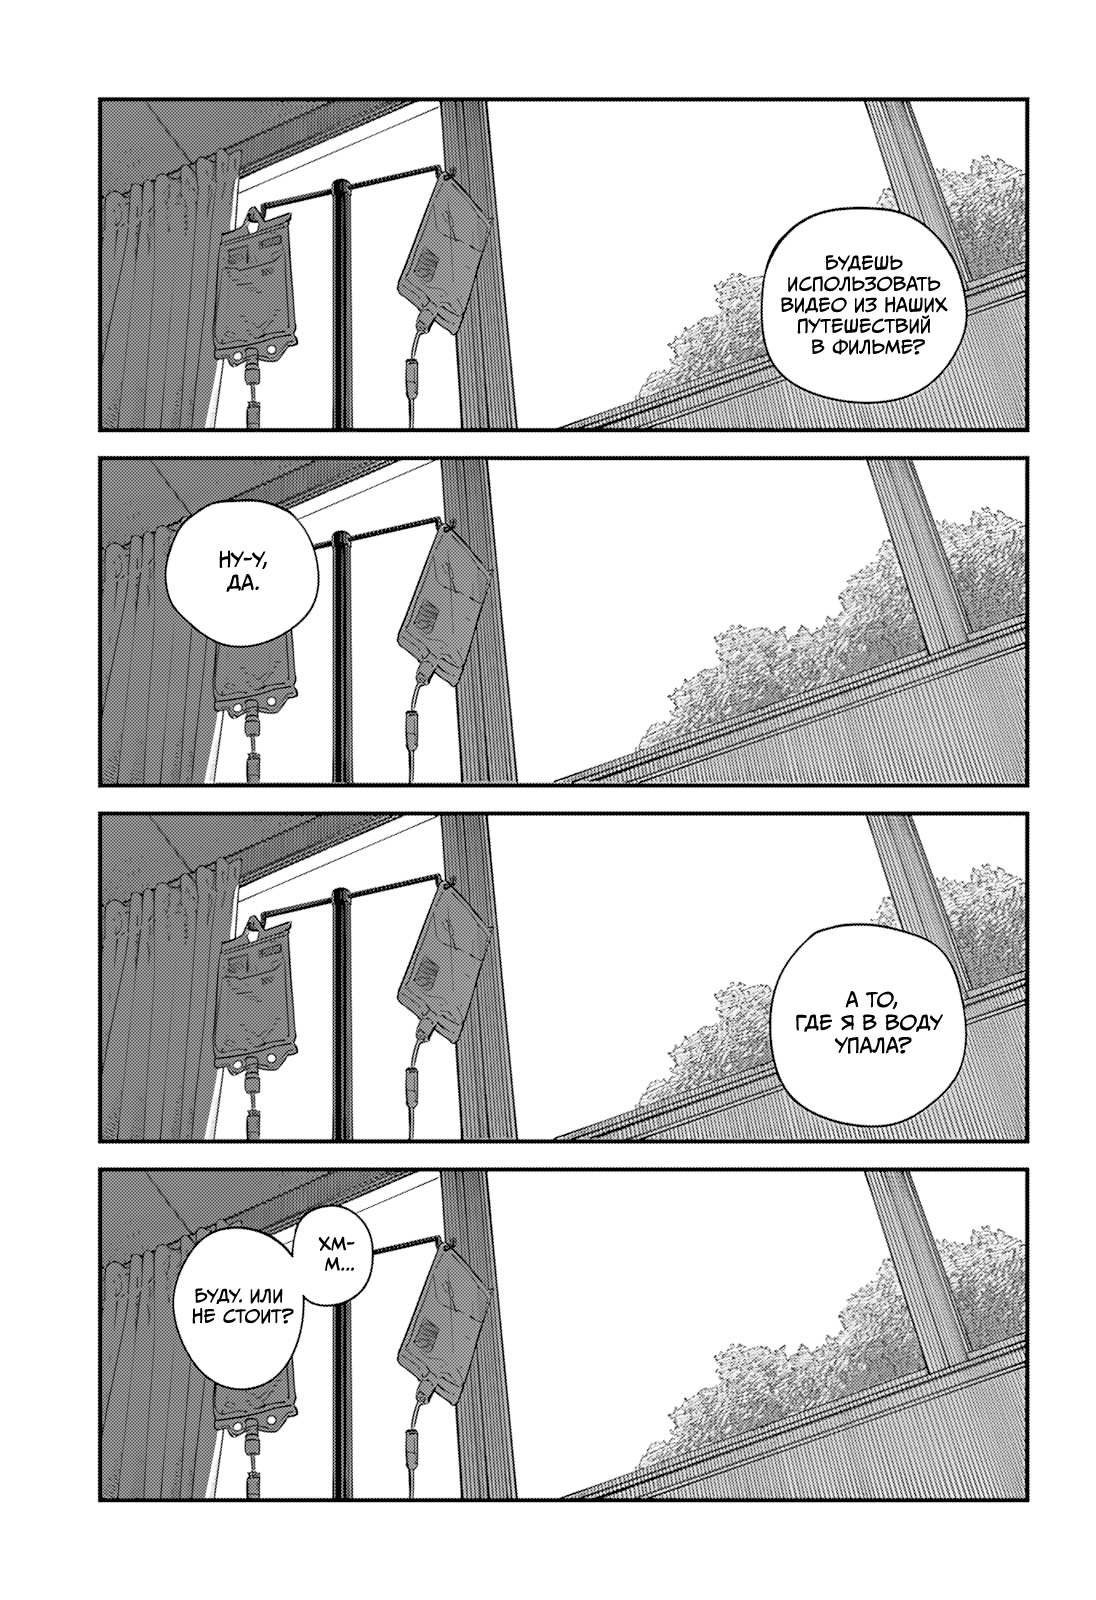 БУДЕШЬ
ИСПОЛЬЗОВАТЬ
ВИДЕО ИЗ НАШИХ
ПУТЕШЕСТВИЙ
В ФИЛЬМЕ?
НУ-У,
ДА.
А ТО,
ГДЕ Я В ВОДУ
УПАЛА?
ХМ-
М...
БУДУ. ИЛИ
НЕ СТОИТ?